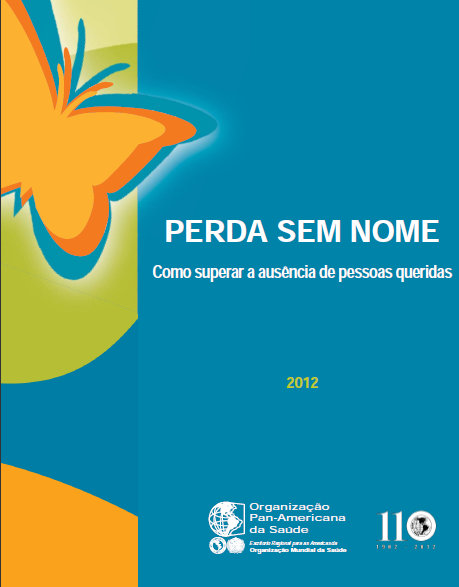 PERDA SEM NOME
Como superar a ausência de pessoas queridas
2012
Organização
Pan-Americana
da Saúde
Escritório Regional para as Americas da
Organização Mundial da Saúde
110
1902 2012